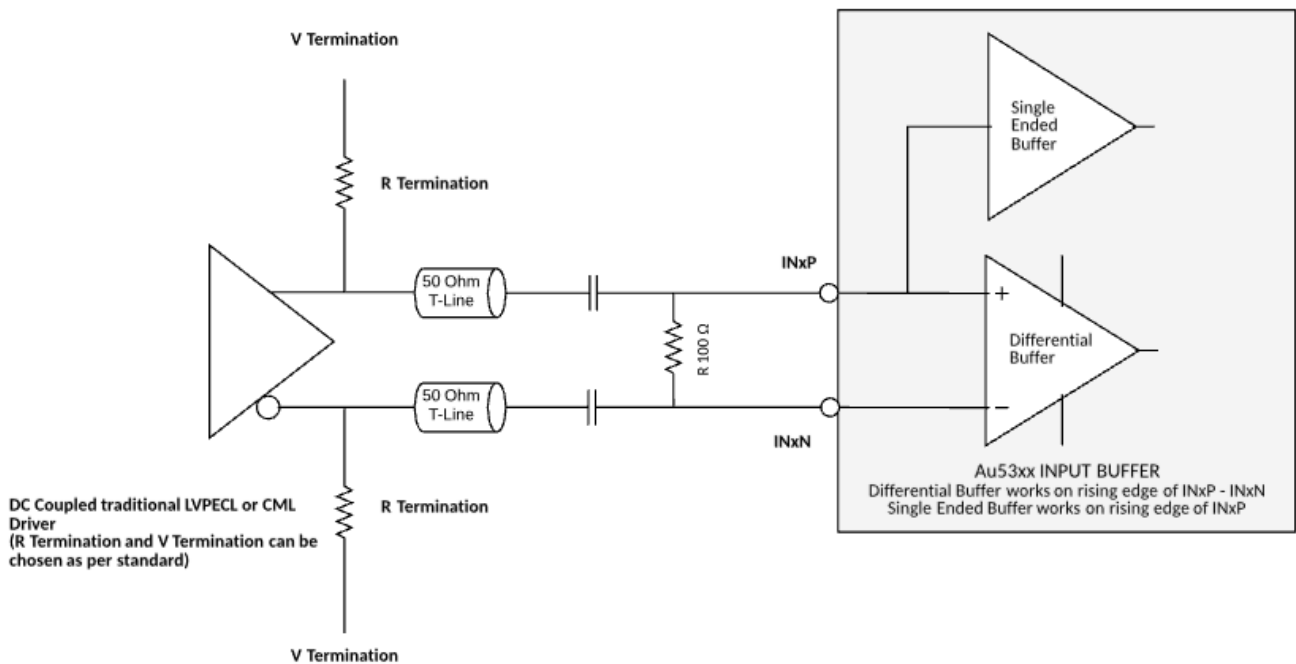 V Termination
R Termination
Single
Ended
Buffer
50 Ohm
T-Line
INxP
+
R 100 Ω
Differential
Buffer
50 Ohm
T-Line
−
INxN
Au53xx INPUT BUFFER
Differential Buffer works on rising edge of INxP - INxN
Single Ended Buffer works on rising edge of INxP
R Termination
DC Coupled traditional LVPECL or CML
Driver
(R Termination and V Termination can be
chosen as per standard)
V Termination